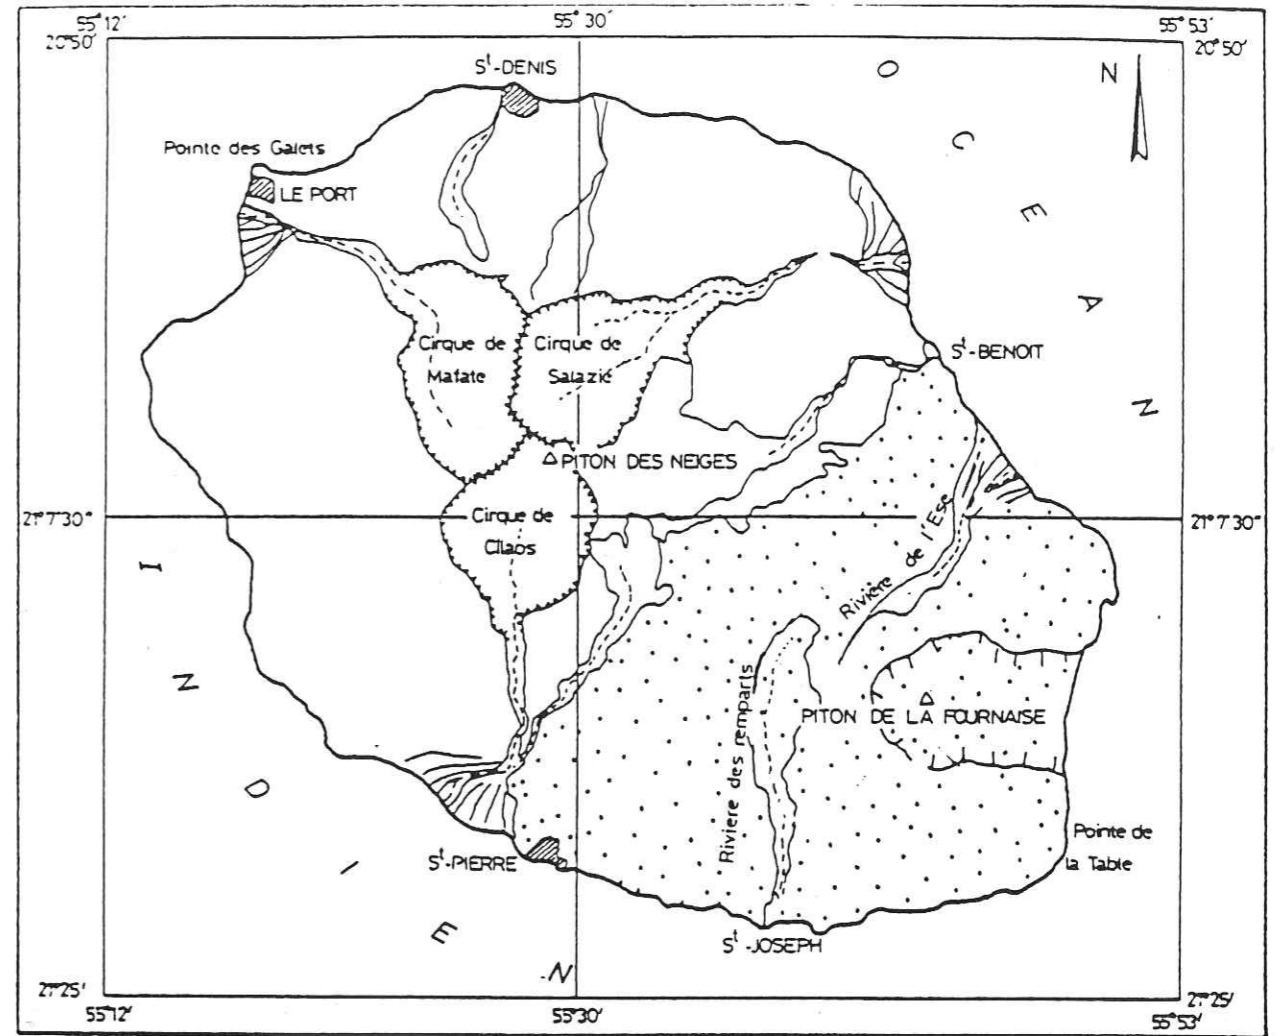 55°12'
55°30'
55°53'
20°50'
20°50'
St-DENIS
N
O
C
E
A
N
Pointe des Galets
LE PORT
Cirque de
Mafate
Cirque de
Salazie
St-BENOIT
PITON DES NEIGES
21°7'30"
Cirque de
Cilaos
21°7'30"
Rivière de l'Est
I
N
D
I
E
N
Rivière des remparts
PITON DE LA FOURNAISE
Pointe de
la Table
St-PIERRE
St-JOSEPH
21°25'
21°25'
55°12'
55°30'
55°53'